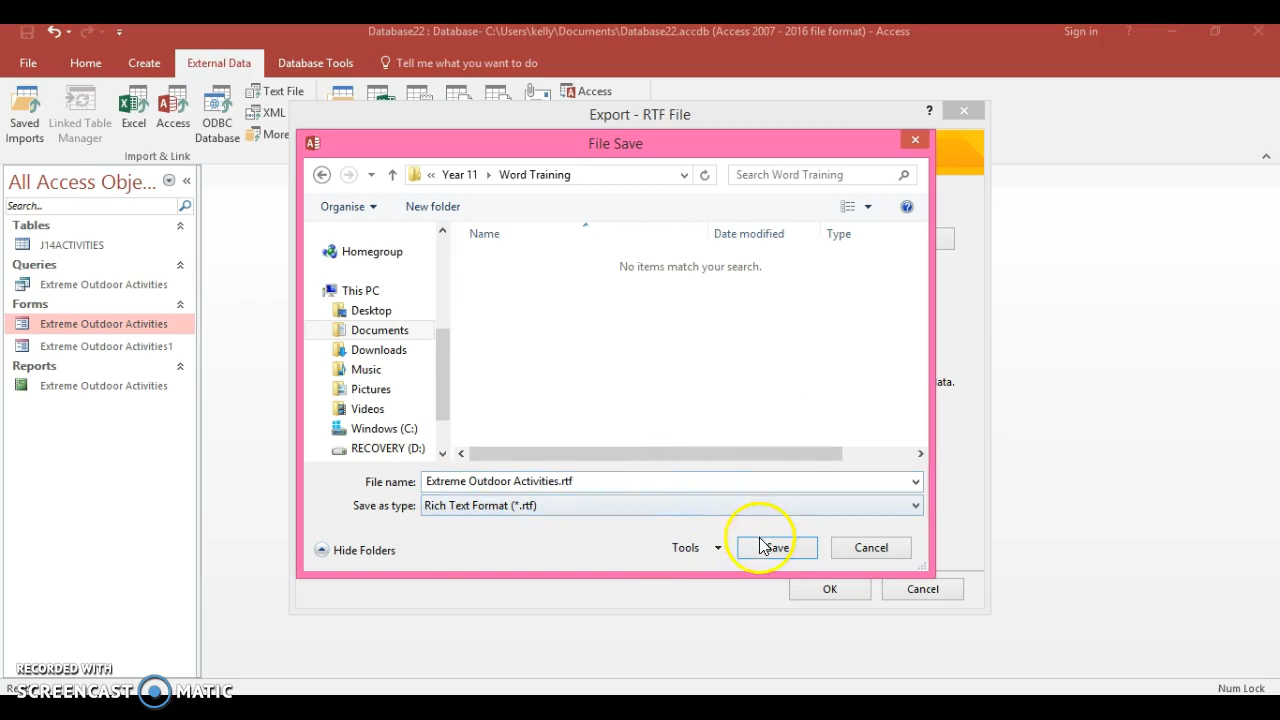 Database22 : Database- C:\Users\kelly\Documents\Database22.accdb (Access 2007 - 2016 file format) - Access
Sign in
?
File
Home
Create
External Data
Database Tools
Tell me what you want to do
Saved Imports
Linked Table Manager
Excel
Access
ODBC Database
Text File
XML
More
Access
Import & Link
Export - RTF File
?
All Access Obje...
Search...
Tables
J14ACTIVITIES
Queries
Extreme Outdoor Activities
Forms
Extreme Outdoor Activities
Extreme Outdoor Activities1
Reports
Extreme Outdoor Activities
File Save
« Year 11 Word Training
Search Word Training
Organise
New folder
Name
Date modified
Type
No items match your search.
Homegroup
This PC
Desktop
Documents
Downloads
Music
Pictures
Videos
Windows (C:)
RECOVERY (D:)
File name:
Extreme Outdoor Activities.rtf
Save as type:
Rich Text Format (*.rtf)
Hide Folders
Tools
Save
Cancel
data.
OK
Cancel
RECORDED WITH
SCREENCAST MATIC
Num Lock